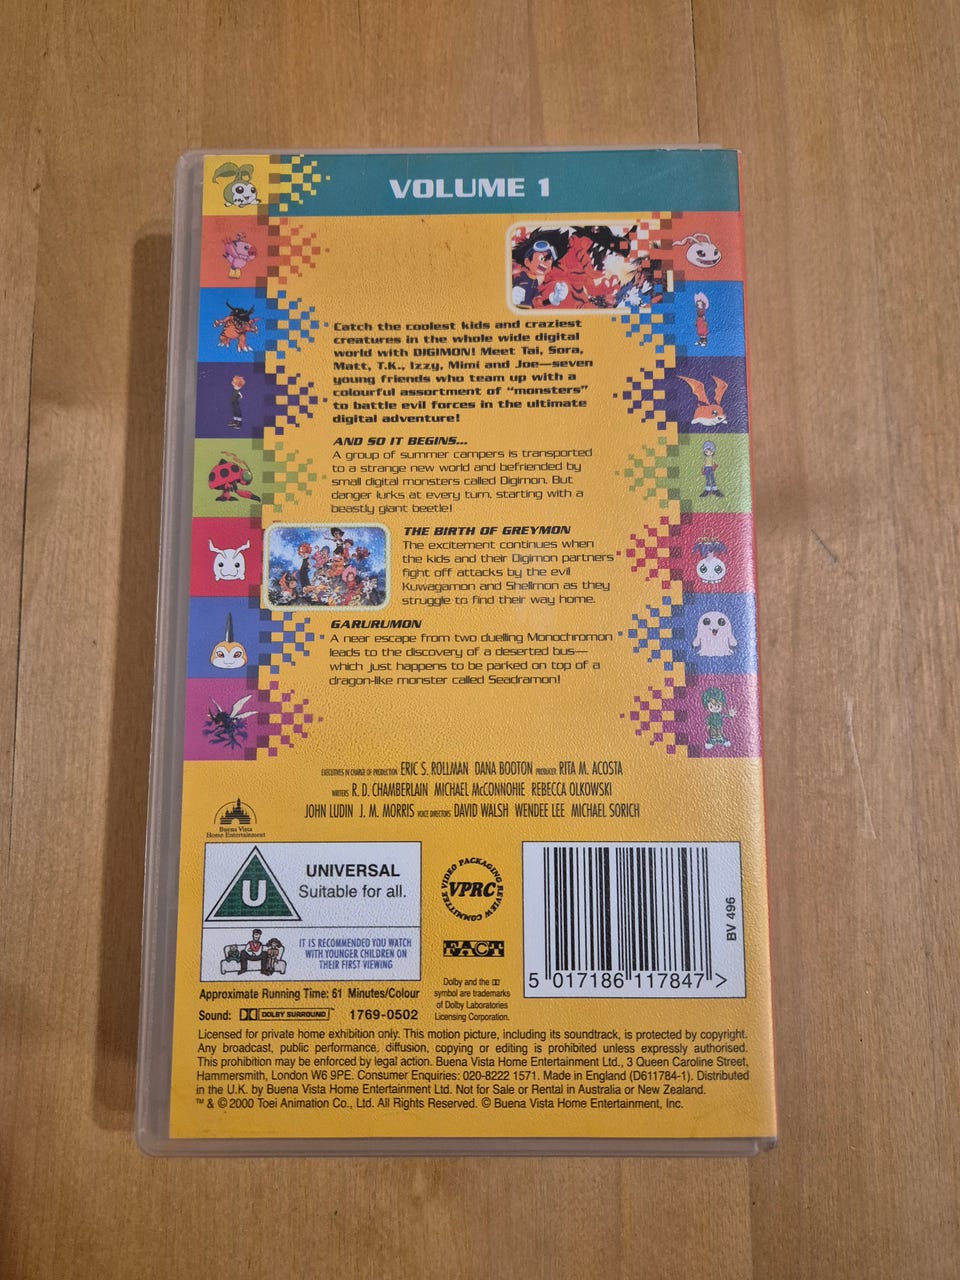 VOLUME 1
Catch the coolest kids and craziest
creatures in the whole wide digital
world with DIGIMON! Meet Tai, Sora,
Matt, T.K., Izzy, Mimi and Joe—seven
young friends who team up with a
colourful assortment of "monsters"
to battle evil forces in the ultimate
digital adventure!
AND SO IT BEGINS...
A group of summer campers is transported
to a strange new world and befriended by
small digital monsters called Digimon. But
danger lurks at every turn, starting with a
beastly giant beetle!
THE BIRTH OF GREYMON
The excitement continues when
the kids and their Digimon partners
fight off attacks by the evil
Kuwagamon and Shellmon as they
struggle to find their way home.
GARURUMON
A near escape from two duelling Monochromon
leads to the discovery of a deserted bus—
which just happens to be parked on top of a
dragon-like monster called Seadramon!
EXECUTIVES IN CHARGE OF PRODUCTION ERIC S. ROLLMAN DANA BOOTON PRODUCER RITA M. ACOSTA
WRITERS R. D. CHAMBERLAIN MICHAEL McCONNOHIE REBECCA OLKOWSKI
JOHN LUDIN J. M. MORRIS VOICE DIRECTORS DAVID WALSH WENDEE LEE MICHAEL SORICH
Buena Vista
Home Entertainment
U
UNIVERSAL
Suitable for all.
IT IS RECOMMENDED YOU WATCH
WITH YOUNGER CHILDREN ON
THEIR FIRST VIEWING
VIDEO PACKAGING REVIEW COMMITTEE
VPRC
FACT
BV 496
5 017186 117847 >
Approximate Running Time: 61 Minutes/Colour
Sound: DOLBY SURROUND 1769-0502
Dolby and the
symbol are trademarks
of Dolby Laboratories
Licensing Corporation.
Licensed for private home exhibition only. This motion picture, including its soundtrack, is protected by copyright.
Any broadcast, public performance, diffusion, copying or editing is prohibited unless expressly authorised.
This prohibition may be enforced by legal action. Buena Vista Home Entertainment Ltd., 3 Queen Caroline Street,
Hammersmith, London W6 9PE. Consumer Enquiries: 020-8222 1571. Made in England (D611784-1). Distributed
in the U.K. by Buena Vista Home Entertainment Ltd. Not for Sale or Rental in Australia or New Zealand.
™ & © 2000 Toei Animation Co., Ltd. All Rights Reserved. © Buena Vista Home Entertainment, Inc.